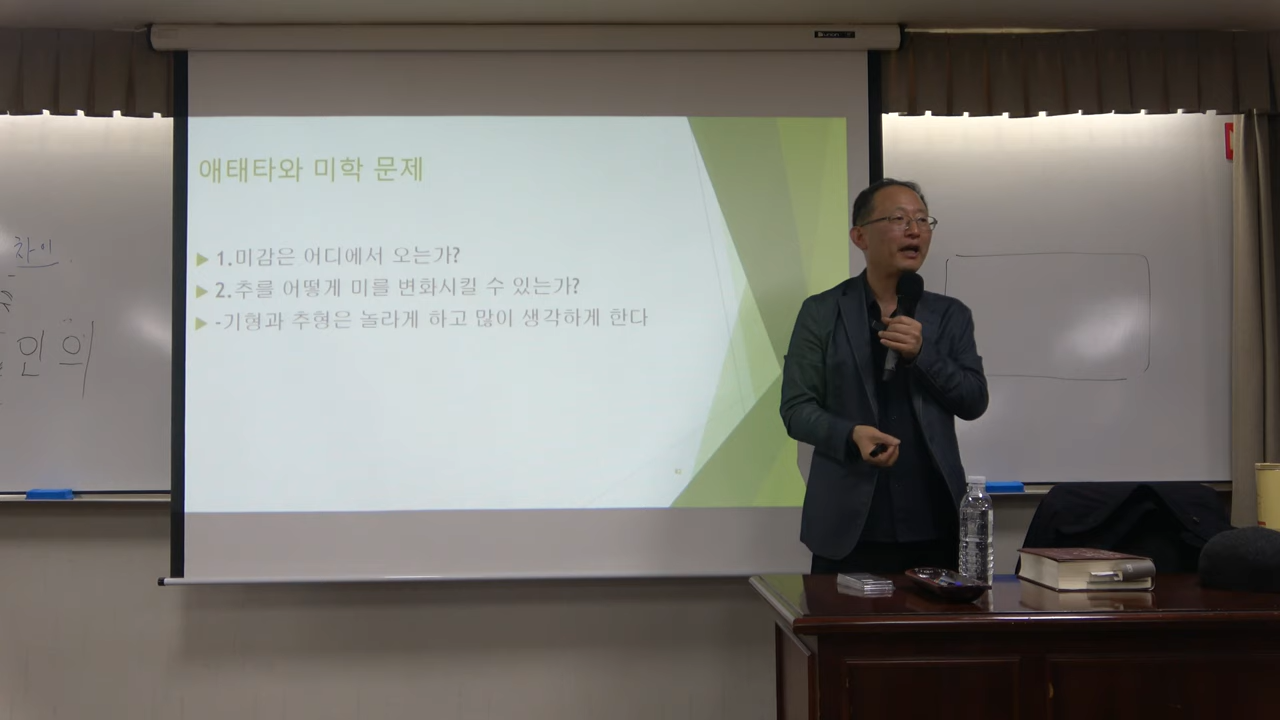 애태타와 미학 문제
1.미감은 어디에서 오는가?
2.추를 어떻게 미를 변화시킬 수 있는가?
-기형과 추형은 놀라게 하고 많이 생각하게 한다
차이
인의